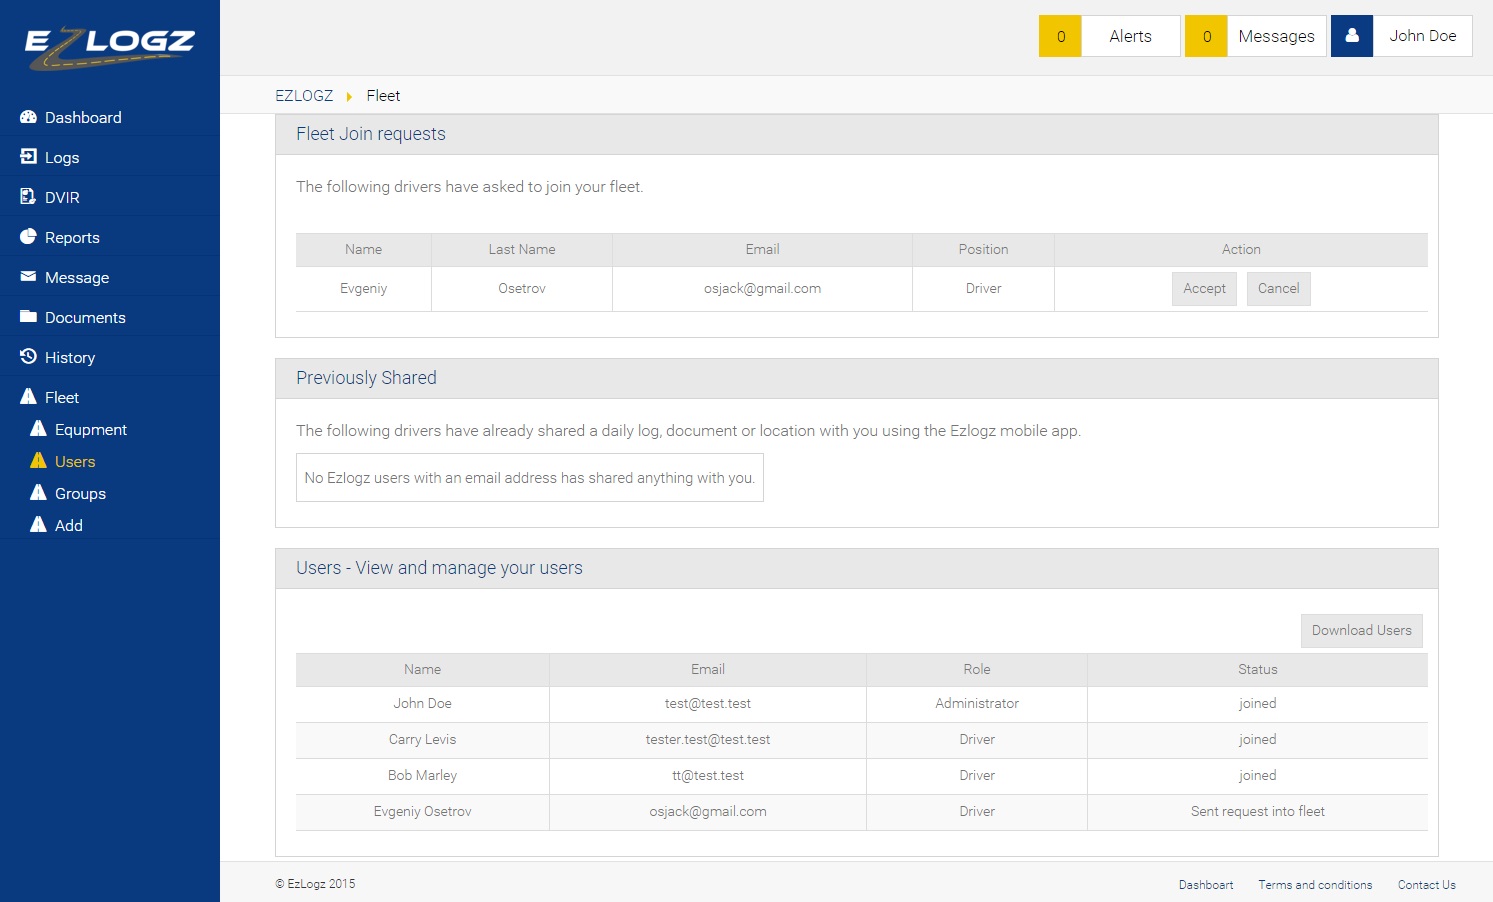 EZLOGZ
0 Alerts 0 Messages John Doe
EZLOGZ Fleet
Dashboard
Logs
DVIR
Reports
Message
Documents
History
Fleet
Equpment
Users
Groups
Add
Fleet Join requests
The following drivers have asked to join your fleet.
Name Last Name Email Position Action
Evgeniy Osetrov osjack@gmail.com Driver Accept Cancel
Previously Shared
The following drivers have already shared a daily log, document or location with you using the Ezlogz mobile app.
No Ezlogz users with an email address has shared anything with you.
Users - View and manage your users
Download Users
Name Email Role Status
John Doe test@test.test Administrator joined
Carry Levis tester.test@test.test Driver joined
Bob Marley tt@test.test Driver joined
Evgeniy Osetrov osjack@gmail.com Driver Sent request into fleet
© EzLogz 2015 Dashboart Terms and conditions Contact Us